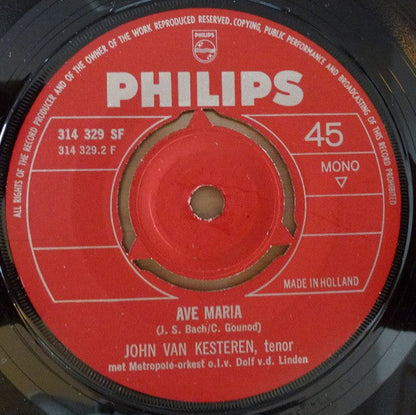 ALL RIGHTS OF THE RECORD PRODUCER AND OF THE OWNER OF THE WORK REPRODUCED RESERVED. COPYING, PUBLIC PERFORMANCE AND BROADCASTING OF THIS RECORD PROHIBITED
PHILIPS
PHILIPS
314 329 SF
314 329.2 F
45
MONO
MADE IN HOLLAND
AVE MARIA
(J. S. Bach/C. Gounod)
JOHN VAN KESTEREN, tenor
met Metropole-orkest o.l.v. Dolf v.d. Linden